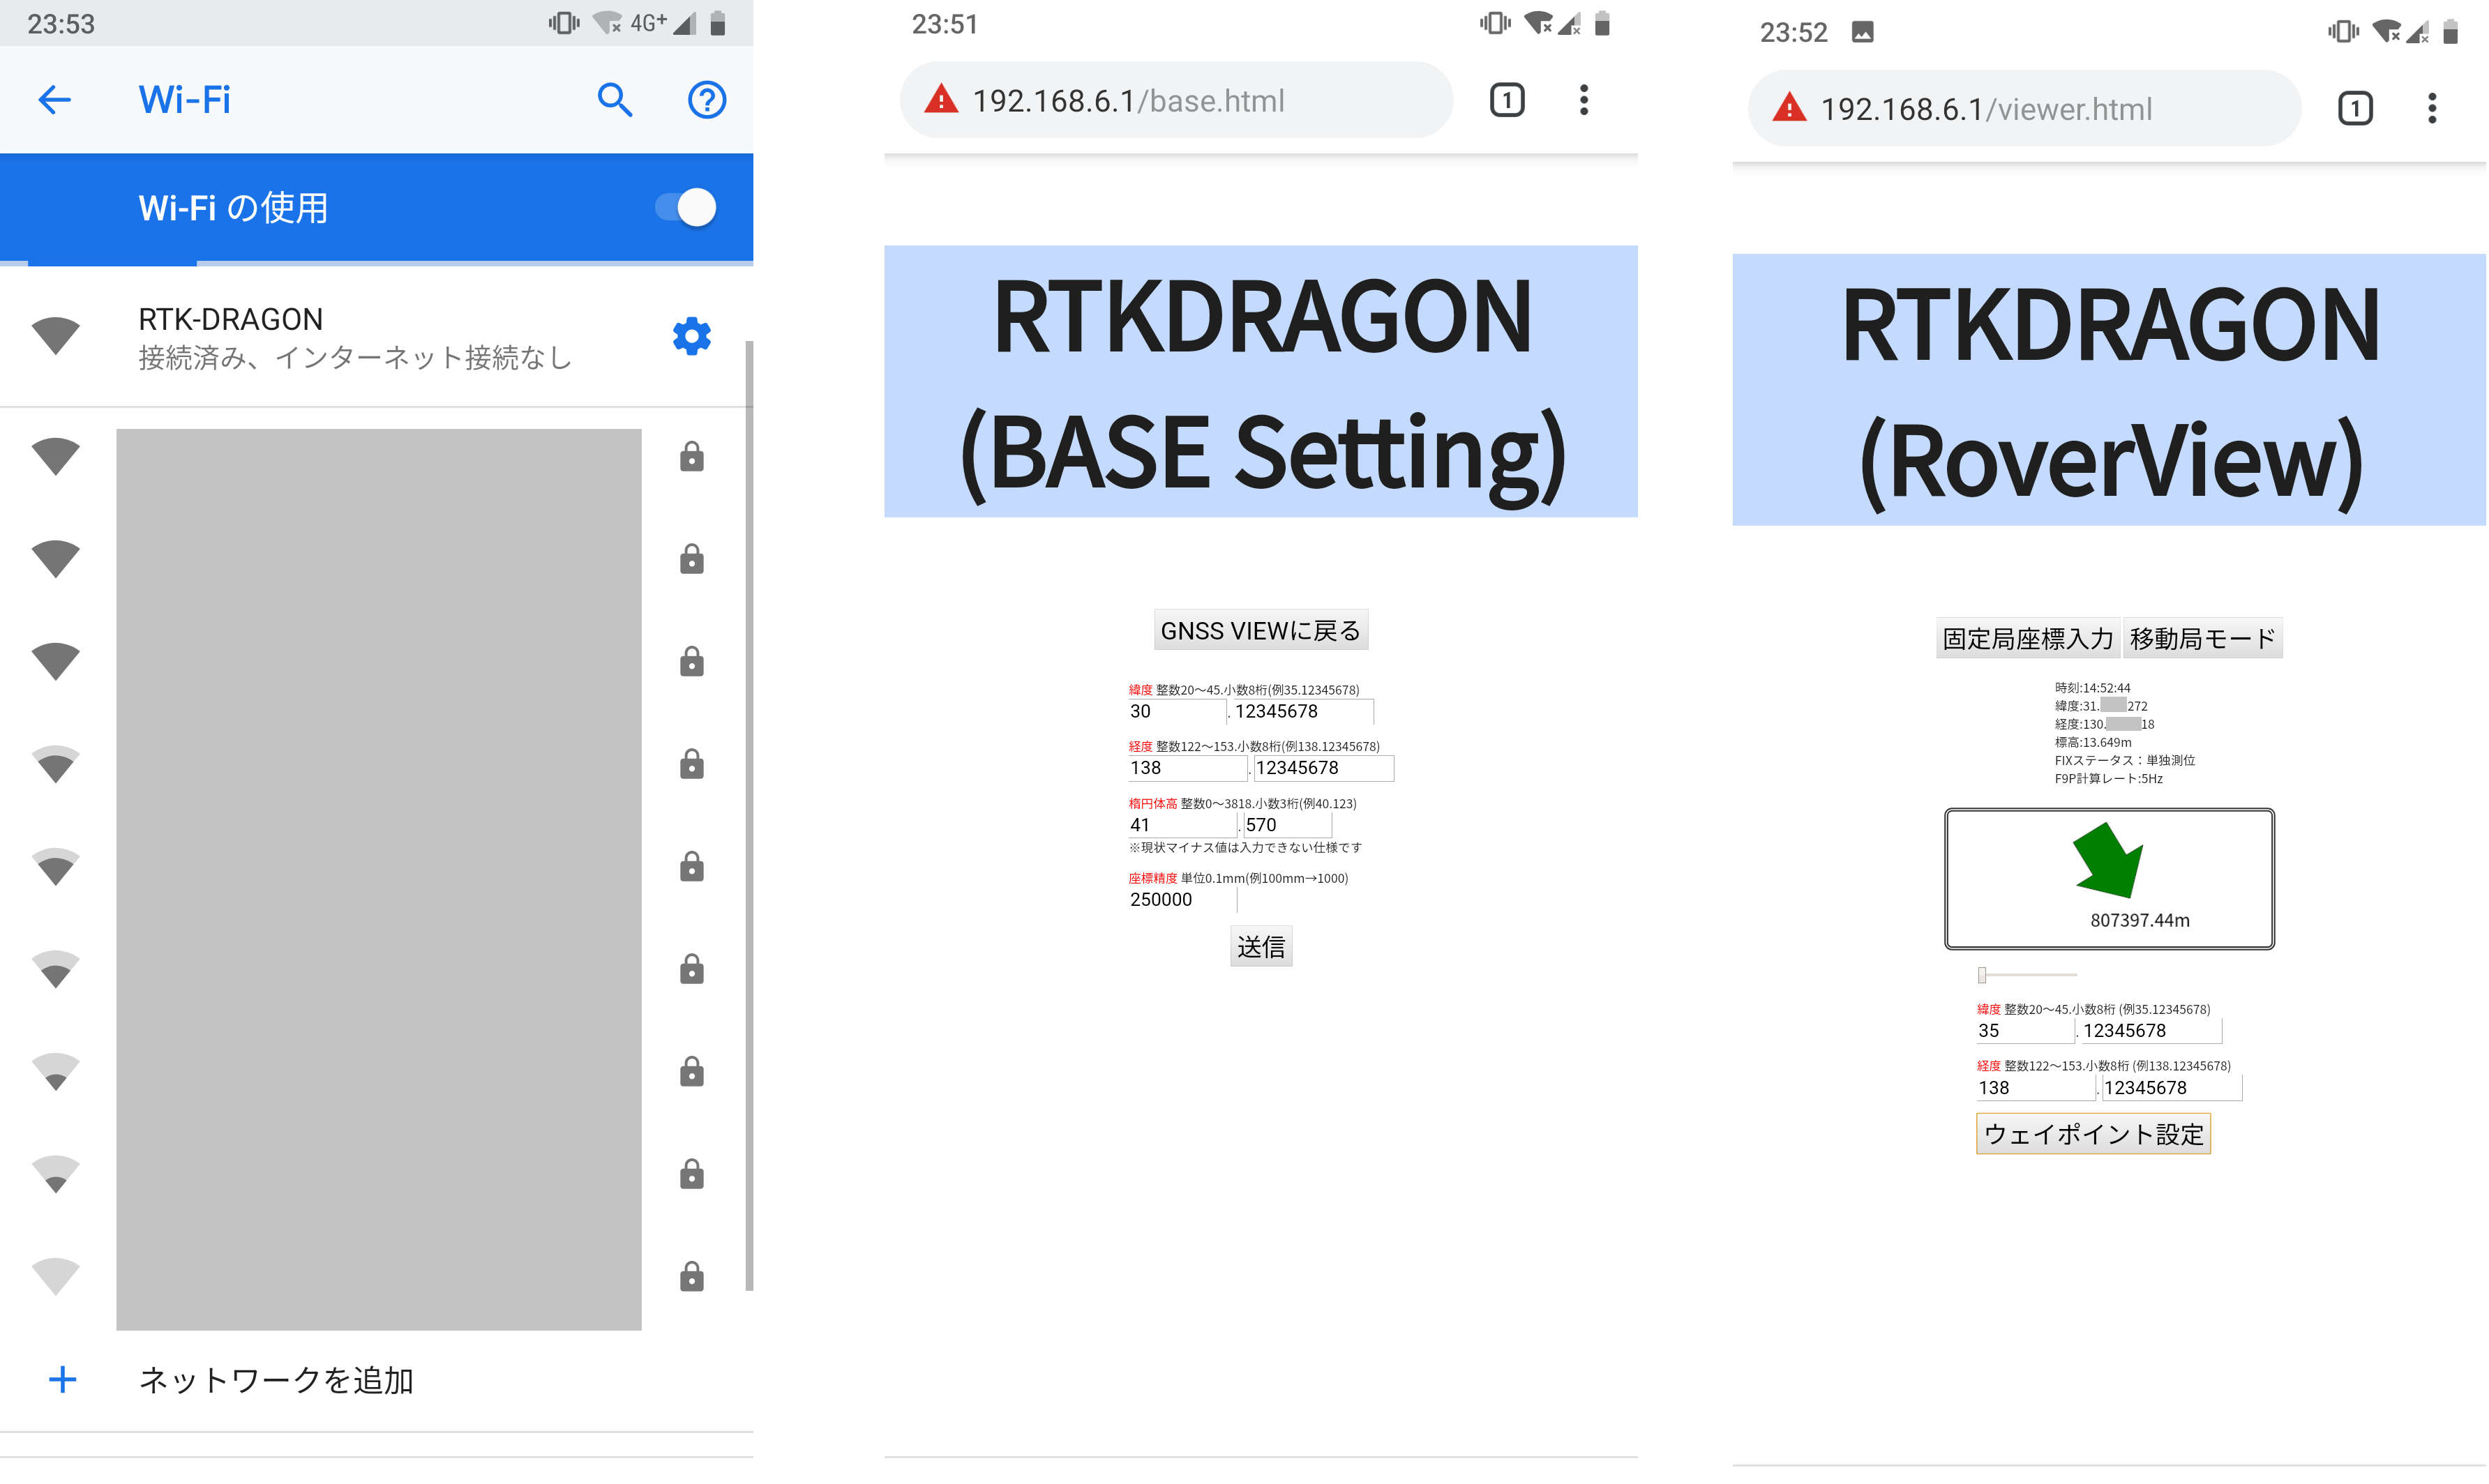 23:53
4G+
Wi-Fi
Wi-Fi の使用
RTK-DRAGON
接続済み、インターネット接続なし
ネットワークを追加
23:51
192.168.6.1/base.html
1
RTKDRAGON
(BASE Setting)
GNSS VIEWに戻る
緯度 整数20～45.小数8桁(例35.12345678)
30 . 12345678
経度 整数122～153.小数8桁(例138.12345678)
138 . 12345678
楕円体高 整数0～3818.小数3桁(例40.123)
41 . 570
※現状マイナス値は入力できない仕様です
座標精度 単位0.1mm(例100mm→1000)
250000
送信
23:52
192.168.6.1/viewer.html
1
RTKDRAGON
(RoverView)
固定局座標入力 移動局モード
時刻:14:52:44
緯度:31. 272
経度:130. 18
標高:13.649m
FIXステータス：単独測位
F9P計算レート:5Hz
807397.44m
緯度 整数20～45.小数8桁 (例35.12345678)
35 . 12345678
経度 整数122～153.小数8桁 (例138.12345678)
138 . 12345678
ウェイポイント設定